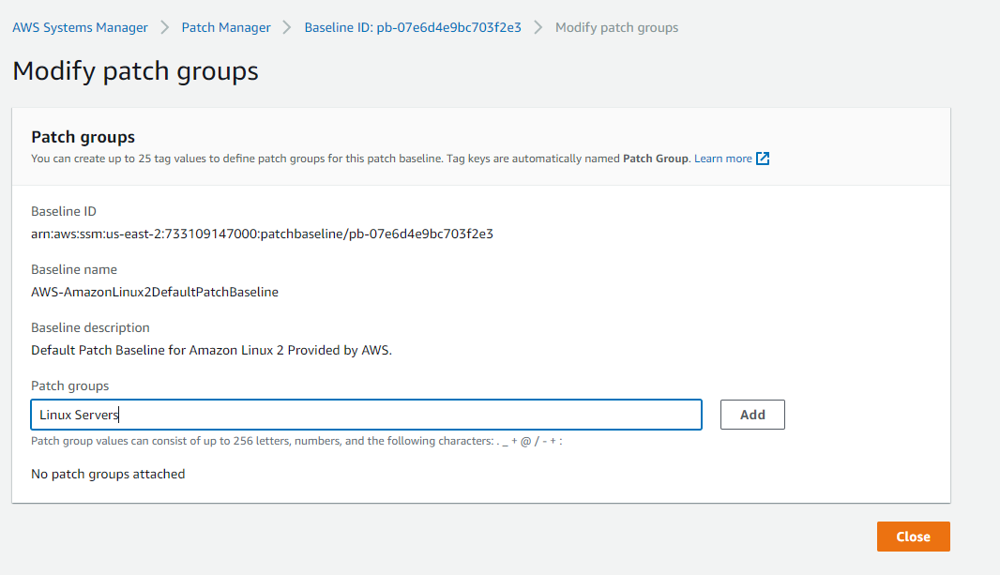 AWS Systems Manager > Patch Manager > Baseline ID: pb-07e6d4e9bc703f2e3 > Modify patch groups
Modify patch groups
Patch groups
You can create up to 25 tag values to define patch groups for this patch baseline. Tag keys are automatically named Patch Group. Learn more
Baseline ID
arn:aws:ssm:us-east-2:733109147000:patchbaseline/pb-07e6d4e9bc703f2e3
Baseline name
AWS-AmazonLinux2DefaultPatchBaseline
Baseline description
Default Patch Baseline for Amazon Linux 2 Provided by AWS.
Patch groups
Linux Servers Add
Patch group values can consist of up to 256 letters, numbers, and the following characters: . _ + @ / - + :
No patch groups attached
Close